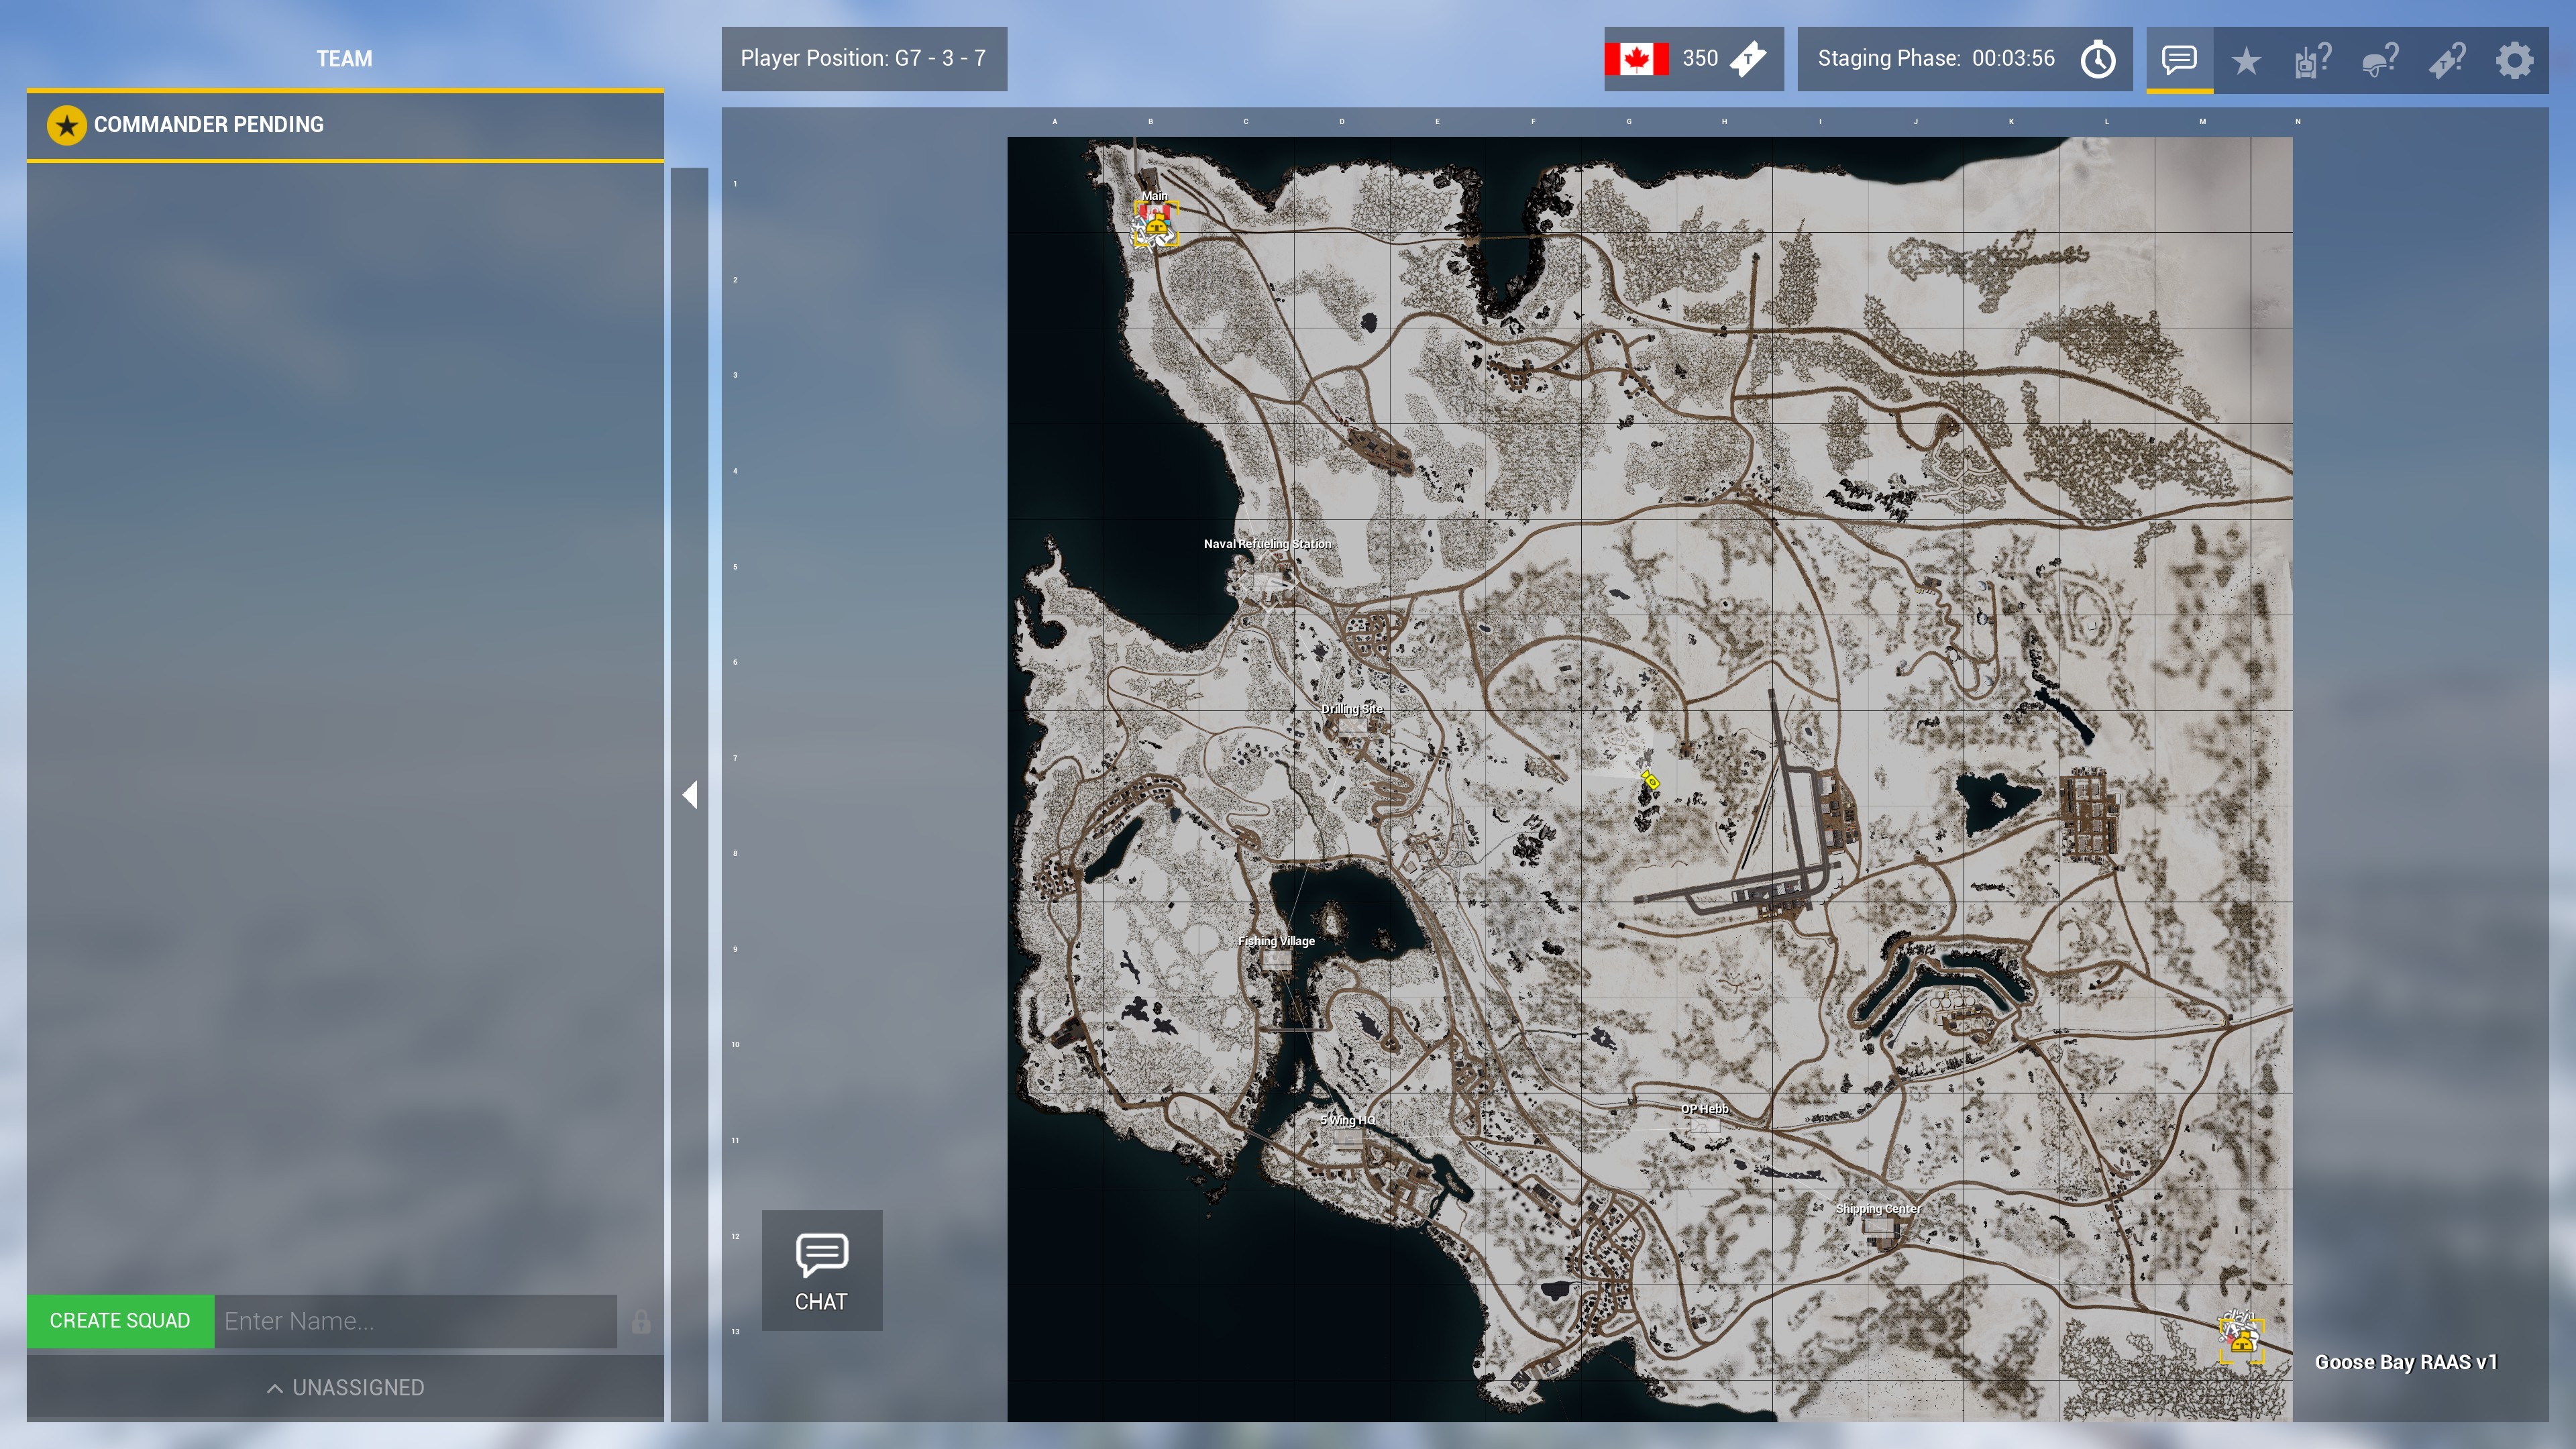 TEAM
Player Position: G7 - 3 - 7
350
Staging Phase: 00:03:56
COMMANDER PENDING
A B C D E F G H I J K L M N
1
Main
2
3
4
Naval Refueling Station
5
6
Drilling Site
7
8
Fishing Village
9
10
OP Hebb
5 Wing HQ
11
Shipping Center
12
CHAT
CREATE SQUAD
Enter Name...
13
Goose Bay RAAS v1
UNASSIGNED